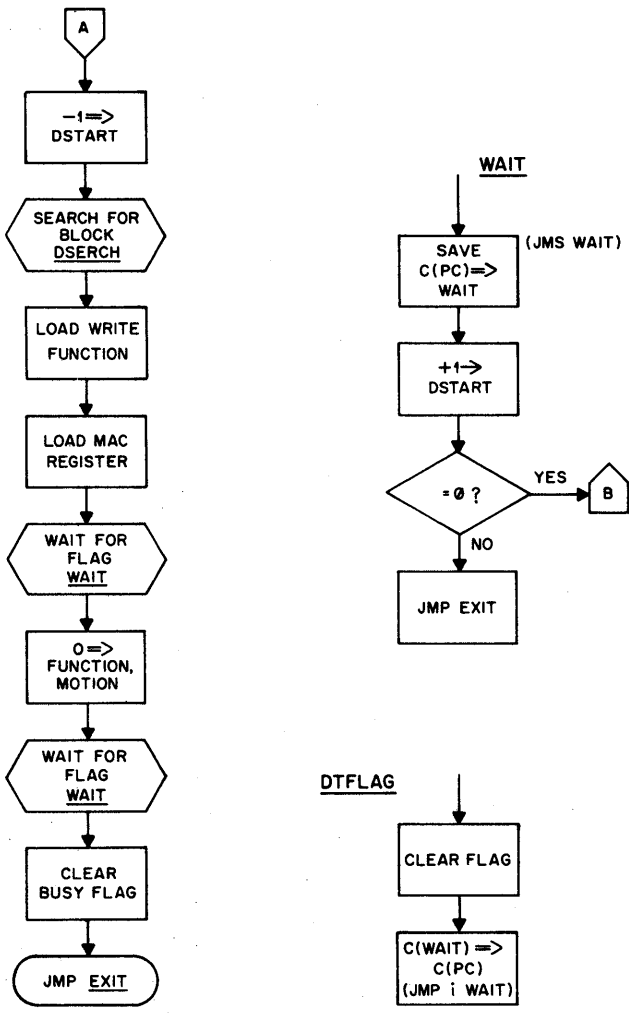 A
-1=>
DSTART
SEARCH FOR
BLOCK
DSERCH
LOAD WRITE
FUNCTION
LOAD MAC
REGISTER
WAIT FOR
FLAG
WAIT
0=>
FUNCTION,
MOTION
WAIT FOR
FLAG
WAIT
CLEAR
BUSY FLAG
JMP EXIT
WAIT
SAVE
C(PC)=>
WAIT
(JMS WAIT)
+1→
DSTART
=Ø?
YES
B
NO
JMP EXIT
DTFLAG
CLEAR FLAG
C(WAIT) =>
C(PC)
(JMP i WAIT)